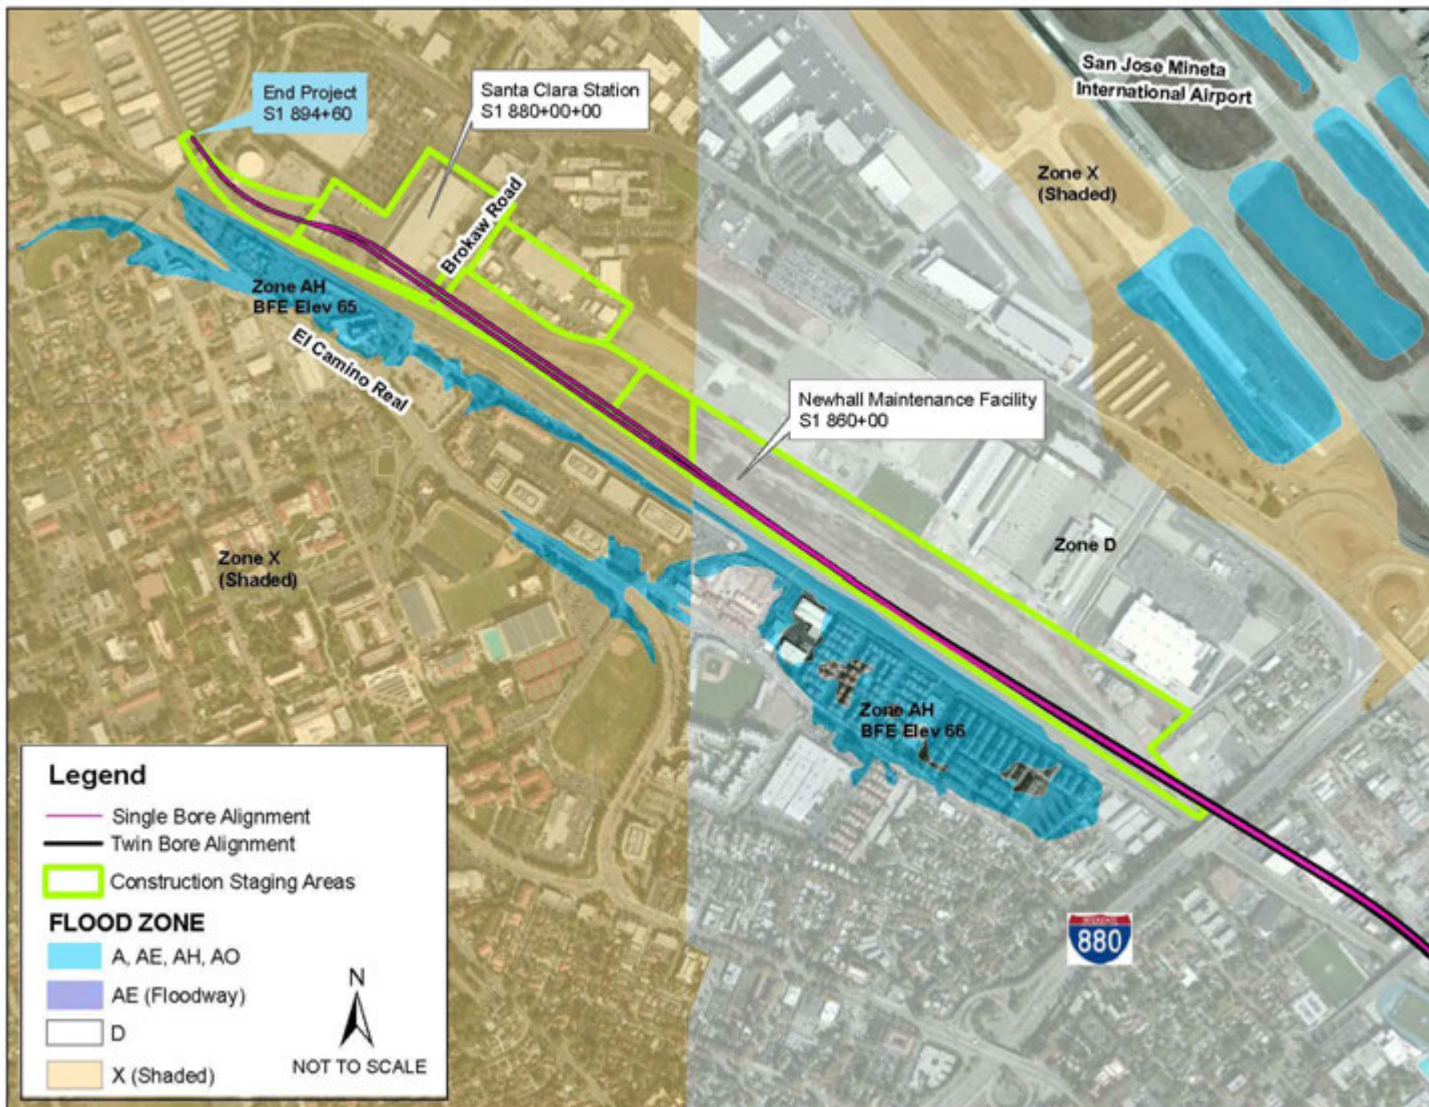 End Project
S1 894+60
Santa Clara Station
S1 880+00+00
San Jose Mineta
International Airport
Zone X
(Shaded)
Brokaw Road
Zone AH
BFE Elev 65
El Camino Real
Newhall Maintenance Facility
S1 860+00
Zone D
Zone X
(Shaded)
Zone AH
BFE Elev 66
Legend
Single Bore Alignment
Twin Bore Alignment
Construction Staging Areas
FLOOD ZONE
A, AE, AH, AO
AE (Floodway)
D
X (Shaded)
N
NOT TO SCALE
880